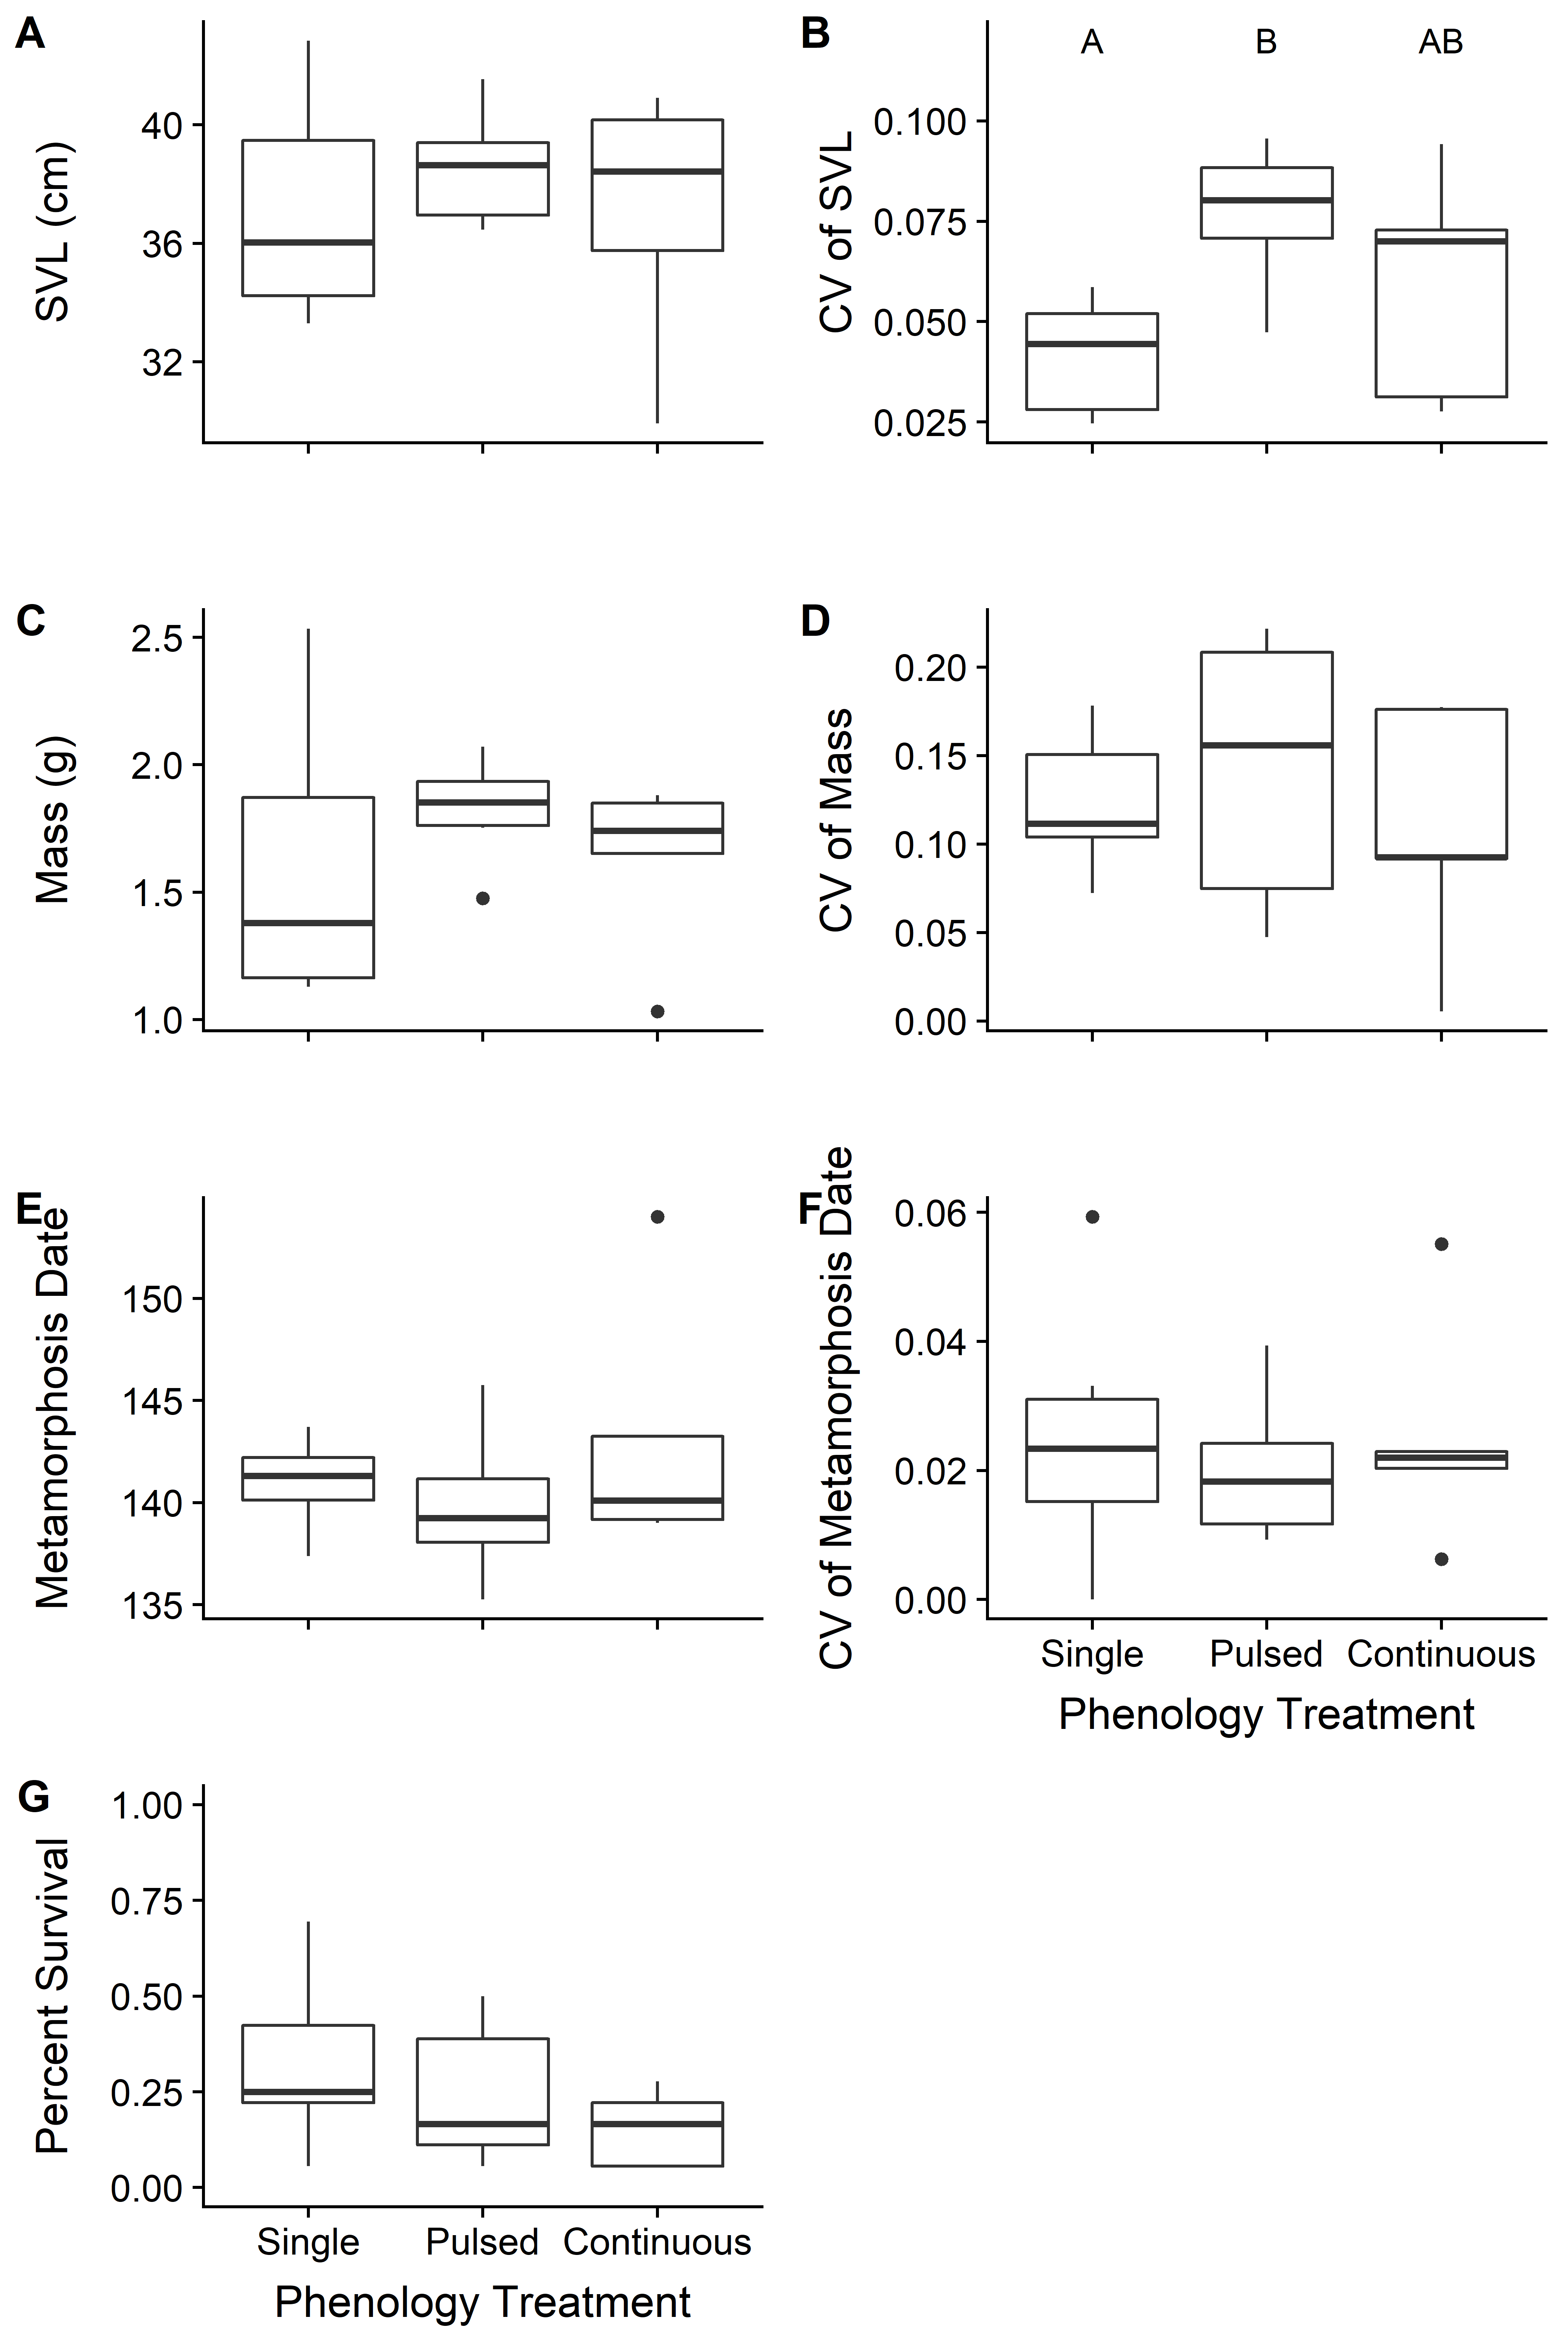 A
SVL (cm)
40
36
32
B
A B AB
CV of SVL
0.100
0.075
0.050
0.025
C
Mass (g)
2.5
2.0
1.5
1.0
D
CV of Mass
0.20
0.15
0.10
0.05
0.00
E
Metamorphosis Date
150
145
140
135
F
CV of Metamorphosis Date
0.06
0.04
0.02
0.00
Single Pulsed Continuous
Phenology Treatment
G
Percent Survival
1.00
0.75
0.50
0.25
0.00
Single Pulsed Continuous
Phenology Treatment